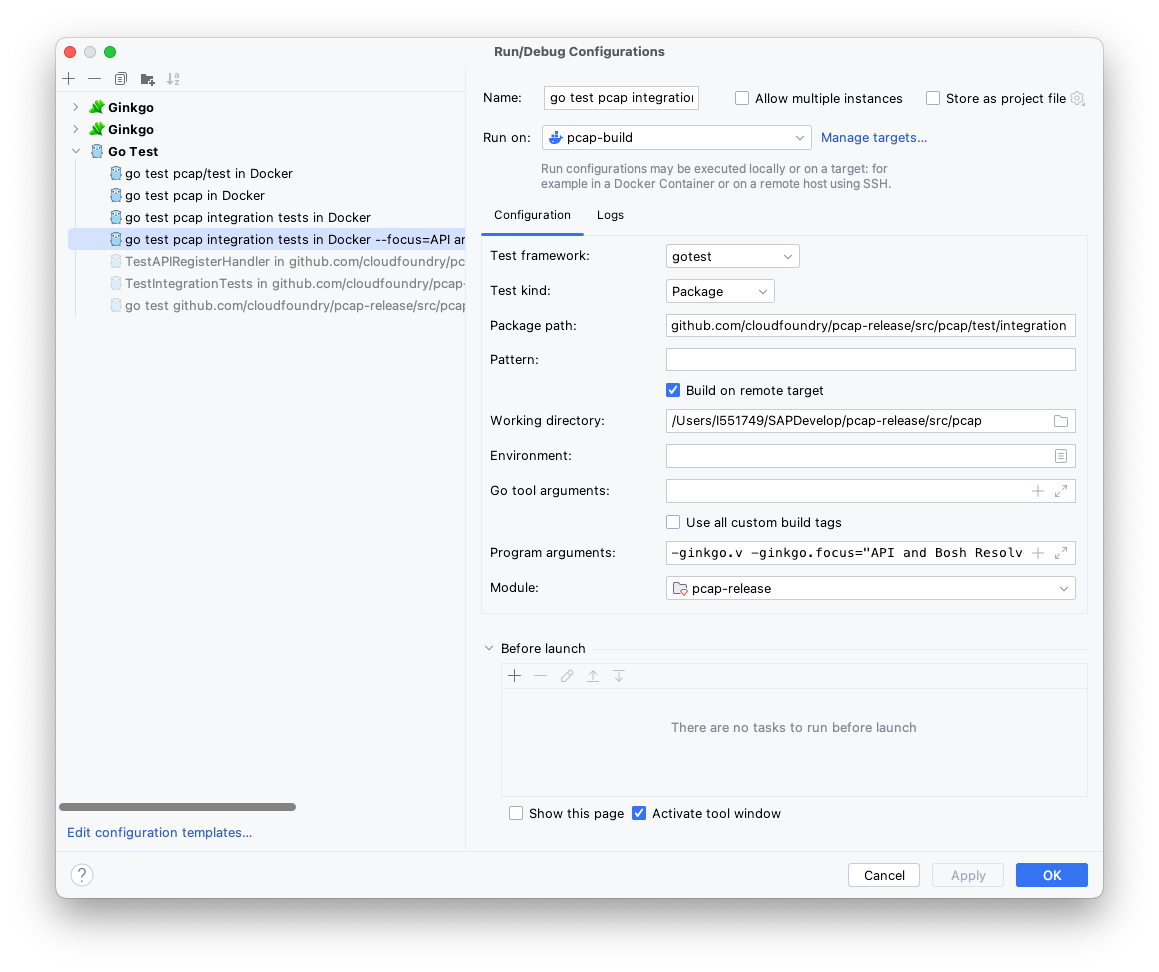 Run/Debug Configurations
Ginkgo
Ginkgo
Go Test
go test pcap/test in Docker
go test pcap in Docker
go test pcap integration tests in Docker
go test pcap integration tests in Docker --focus=API an
TestAPIRegisterHandler in github.com/cloudfoundry/pc
TestIntegrationTests in github.com/cloudfoundry/pcap-
go test github.com/cloudfoundry/pcap-release/src/pcap
Edit configuration templates...
Name: go test pcap integration Allow multiple instances Store as project file
Run on: pcap-build Manage targets...
Run configurations may be executed locally or on a target: for
example in a Docker Container or on a remote host using SSH.
Configuration Logs
Test framework: gotest
Test kind: Package
Package path: github.com/cloudfoundry/pcap-release/src/pcap/test/integration
Pattern:
Build on remote target
Working directory: /Users/I551749/SAPDevelop/pcap-release/src/pcap
Environment:
Go tool arguments:
Use all custom build tags
Program arguments: -ginkgo.v -ginkgo.focus="API and Bosh Resolv
Module: pcap-release
Before launch
There are no tasks to run before launch
Show this page Activate tool window
? Cancel Apply OK